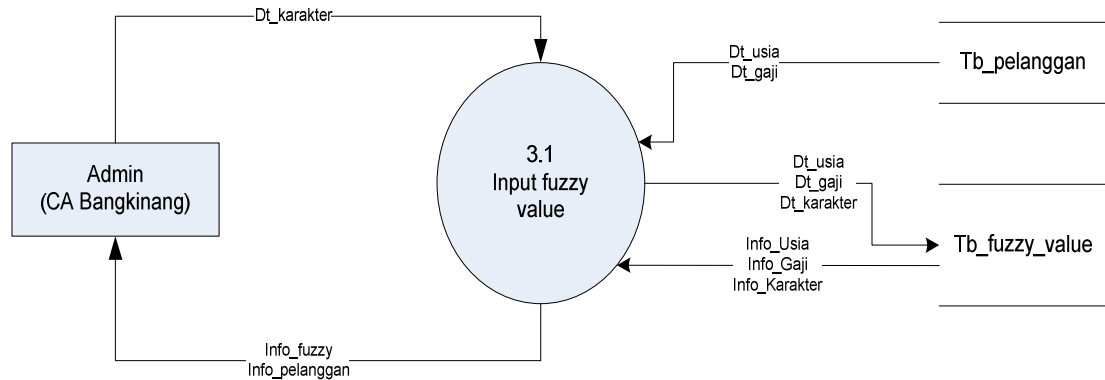 Dt_karakter
Dt_usia
Dt_gaji
Tb_pelanggan
Admin
(CA Bangkinang)
3.1
Input fuzzy
value
Dt_usia
Dt_gaji
Dt_karakter
Tb_fuzzy_value
Info_Usia
Info_Gaji
Info_Karakter
Info_fuzzy
Info_pelanggan